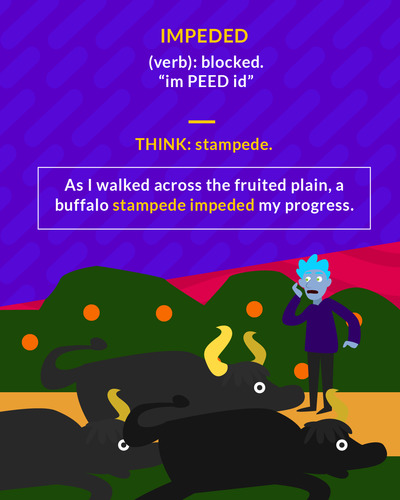 IMPEDED
(verb): blocked.
“im PEED id”
THINK: stampede.
As I walked across the fruited plain, a
buffalo stampede impeded my progress.